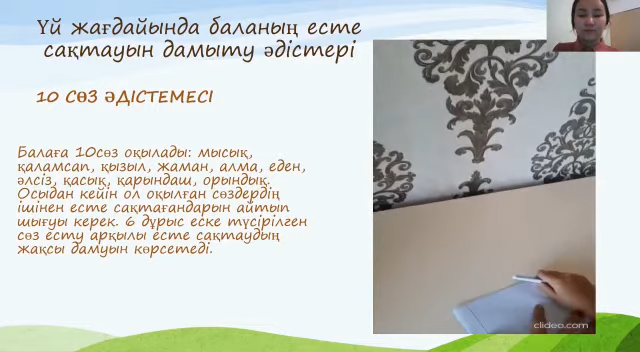 Үй жағдайында баланың есте
сақтауын дамыту әдістері
10 СӨЗ ӘДІСТЕМЕСІ
Балаға 10сөз оқылады: мысық,
қаламсап, қызыл, жаман, алма, еден,
әлсіз, қасық, қарындаш, орындық.
Осыдан кейін ол оқылған сөздердің
ішінен есте сақтағандарын айтып
шығуы керек. 6 дұрыс еске түсірілген
сөз есту арқылы есте сақтаудың
жақсы дамуын көрсетеді.
clideo.com